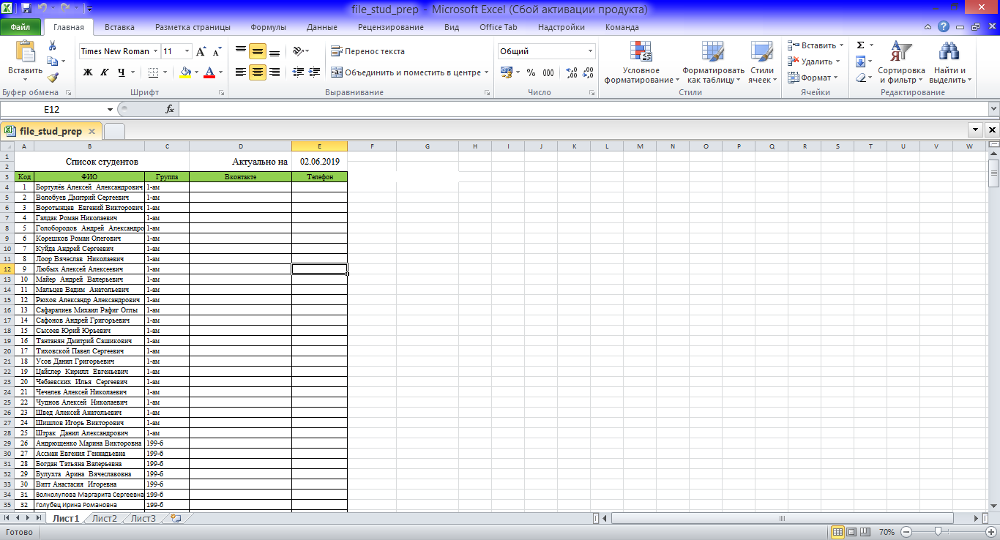 file_stud_prep - Microsoft Excel (Сбой активации продукта)
Файл Главная Вставка Разметка страницы Формулы Данные Рецензирование Вид Office Tab Надстройки Команда
Вставить
Буфер обмена
Times New Roman 11
Ж К Ч
Шрифт
Перенос текста
Объединить и поместить в центре
Выравнивание
Общий
% 000
Число
Условное форматирование
Форматировать как таблицу
Стили ячеек
Стили
Вставить
Удалить
Формат
Ячейки
Σ
Сортировка и фильтр
Найти и выделить
Редактирование
E12 fx
file_stud_prep
A B C D E F G H I J K L M N O P Q R S T U V W
1 Список студентов Актуально на 02.06.2019
2
3 Код ФИО Группа Вконтакте Телефон
4 1 Бортулёв Алексей Александрович 1-ам
5 2 Волобуев Дмитрий Сергеевич 1-ам
6 3 Воротынцев Евгений Викторович 1-ам
7 4 Галдак Роман Николаевич 1-ам
8 5 Голобородов Андрей Александро 1-ам
9 6 Корешков Роман Олегович 1-ам
10 7 Куйда Андрей Сергеевич 1-ам
11 8 Лоор Вячеслав Николаевич 1-ам
12 9 Любых Алексей Алексеевич 1-ам
13 10 Майер Андрей Валерьевич 1-ам
14 11 Мальцев Вадим Анатольевич 1-ам
15 12 Рюхов Александр Александрович 1-ам
16 13 Сафаралиев Михаил Рафиг Оглы 1-ам
17 14 Сафонов Андрей Григорьевич 1-ам
18 15 Сысоев Юрий Юрьевич 1-ам
19 16 Тантанян Дмитрий Сашикович 1-ам
20 17 Тиховской Павел Сергеевич 1-ам
21 18 Усов Данил Григорьевич 1-ам
22 19 Цайслер Кирилл Евгеньевич 1-ам
23 20 Чебаевских Илья Сергеевич 1-ам
24 21 Чечелев Алексей Николаевич 1-ам
25 22 Чуднов Алексей Николаевич 1-ам
26 23 Швед Алексей Анатольевич 1-ам
27 24 Шишлов Игорь Викторович 1-ам
28 25 Штрак Данил Александрович 1-ам
29 26 Андрющенко Марина Викторовна 199-б
30 27 Ассман Евгения Геннадьевна 199-б
31 28 Богдан Татьяна Валерьевна 199-б
32 29 Булухта Арина Вячеславовна 199-б
33 30 Витт Анастасия Игоревна 199-б
34 31 Волколупова Маргарита Сергеевна 199-б
35 32 Голубец Ирина Романовна 199-б
Лист1 Лист2 Лист3
Готово 70%